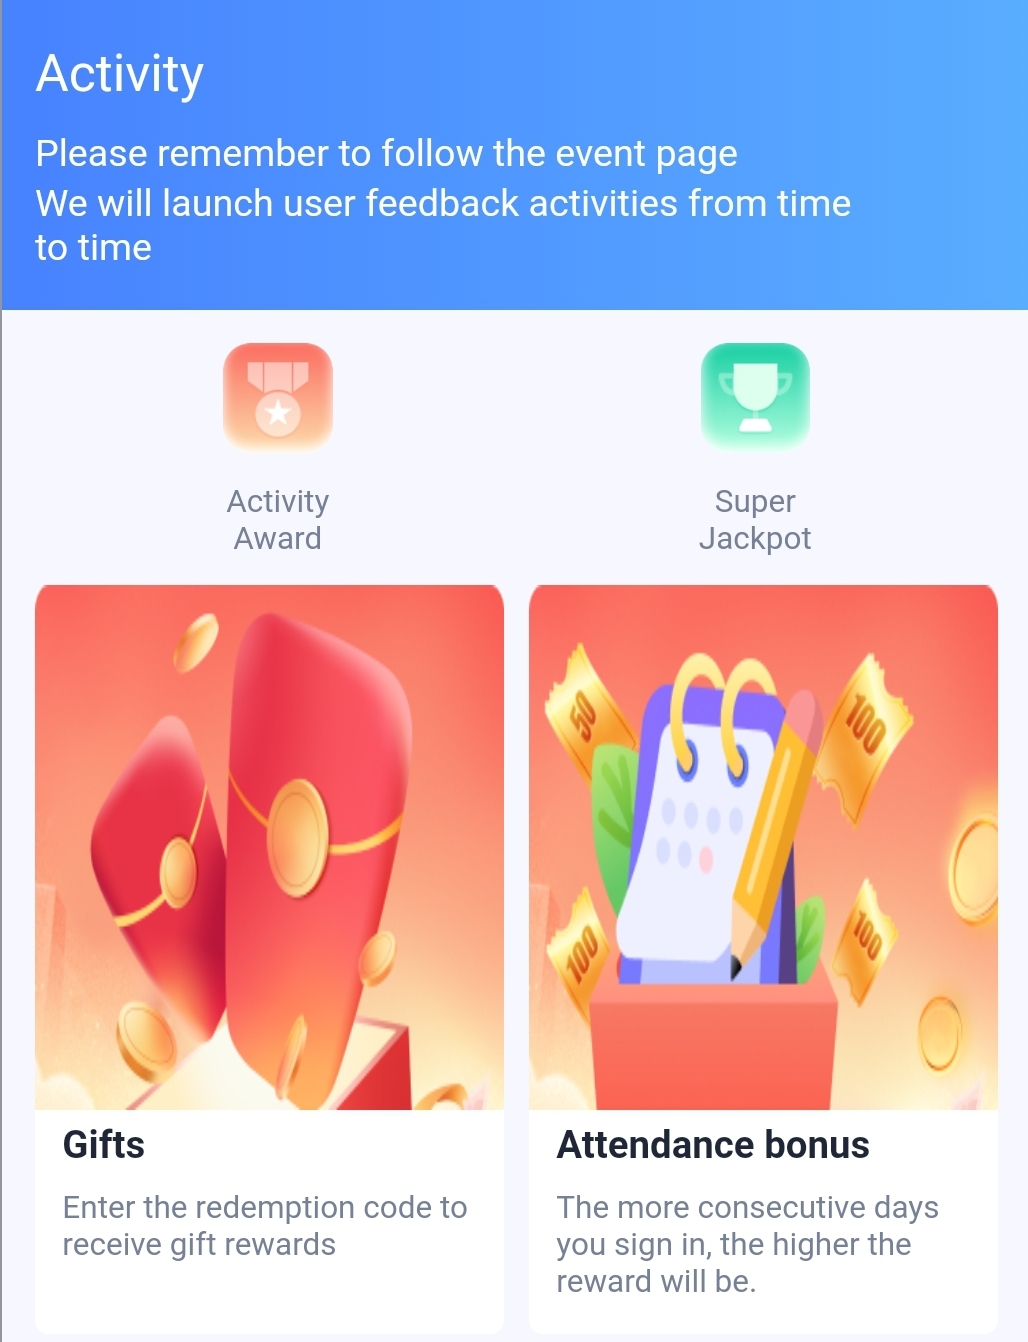 Activity
Please remember to follow the event page
We will launch user feedback activities from time
to time
Activity
Award
Super
Jackpot
50
100
100
100
Gifts
Enter the redemption code to
receive gift rewards
Attendance bonus
The more consecutive days
you sign in, the higher the
reward will be.